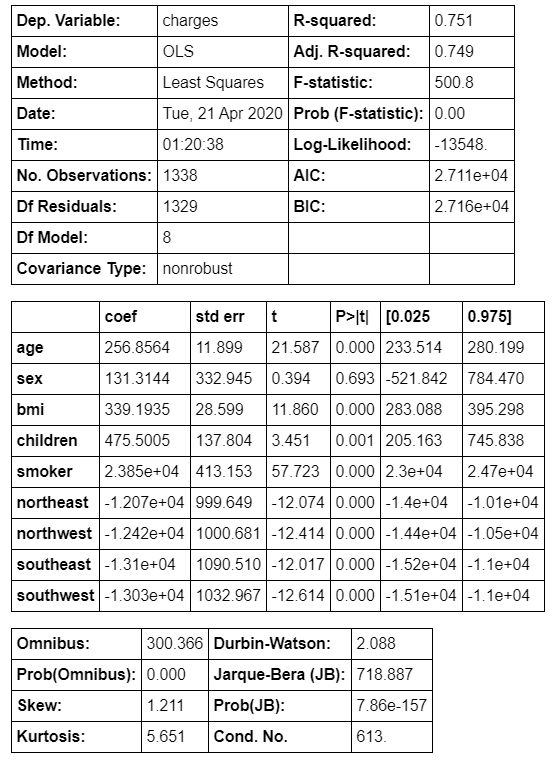 Dep. Variable: charges R-squared: 0.751
Model: OLS Adj. R-squared: 0.749
Method: Least Squares F-statistic: 500.8
Date: Tue, 21 Apr 2020 Prob (F-statistic): 0.00
Time: 01:20:38 Log-Likelihood: -13548.
No. Observations: 1338 AIC: 2.711e+04
Df Residuals: 1329 BIC: 2.716e+04
Df Model: 8
Covariance Type: nonrobust
coef std err t P>|t| [0.025 0.975]
age 256.8564 11.899 21.587 0.000 233.514 280.199
sex 131.3144 332.945 0.394 0.693 -521.842 784.470
bmi 339.1935 28.599 11.860 0.000 283.088 395.298
children 475.5005 137.804 3.451 0.001 205.163 745.838
smoker 2.385e+04 413.153 57.723 0.000 2.3e+04 2.47e+04
northeast -1.207e+04 999.649 -12.074 0.000 -1.4e+04 -1.01e+04
northwest -1.242e+04 1000.681 -12.414 0.000 -1.44e+04 -1.05e+04
southeast -1.31e+04 1090.510 -12.017 0.000 -1.52e+04 -1.1e+04
southwest -1.303e+04 1032.967 -12.614 0.000 -1.51e+04 -1.1e+04
Omnibus: 300.366 Durbin-Watson: 2.088
Prob(Omnibus): 0.000 Jarque-Bera (JB): 718.887
Skew: 1.211 Prob(JB): 7.86e-157
Kurtosis: 5.651 Cond. No. 613.